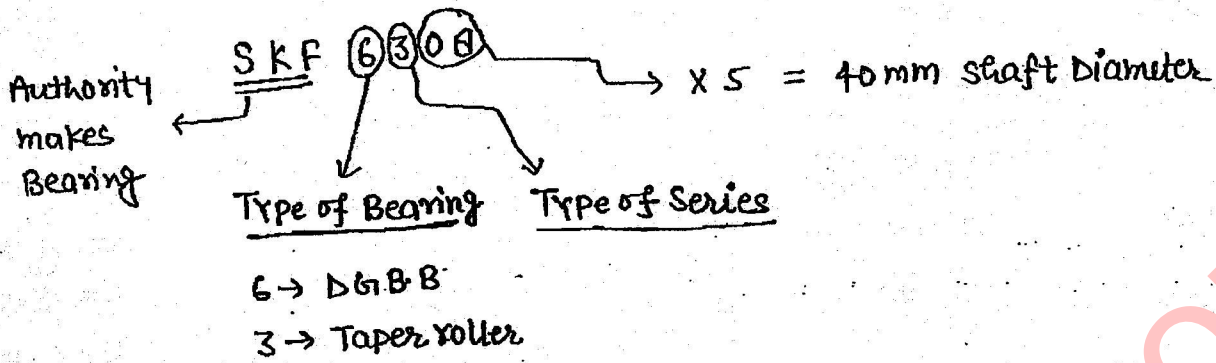 SKF 6308 → X 5 = 40mm shaft Diameter
Authority
makes
Bearing
Type of Bearing Type of Series
6 → DGBB
3 → Taper roller